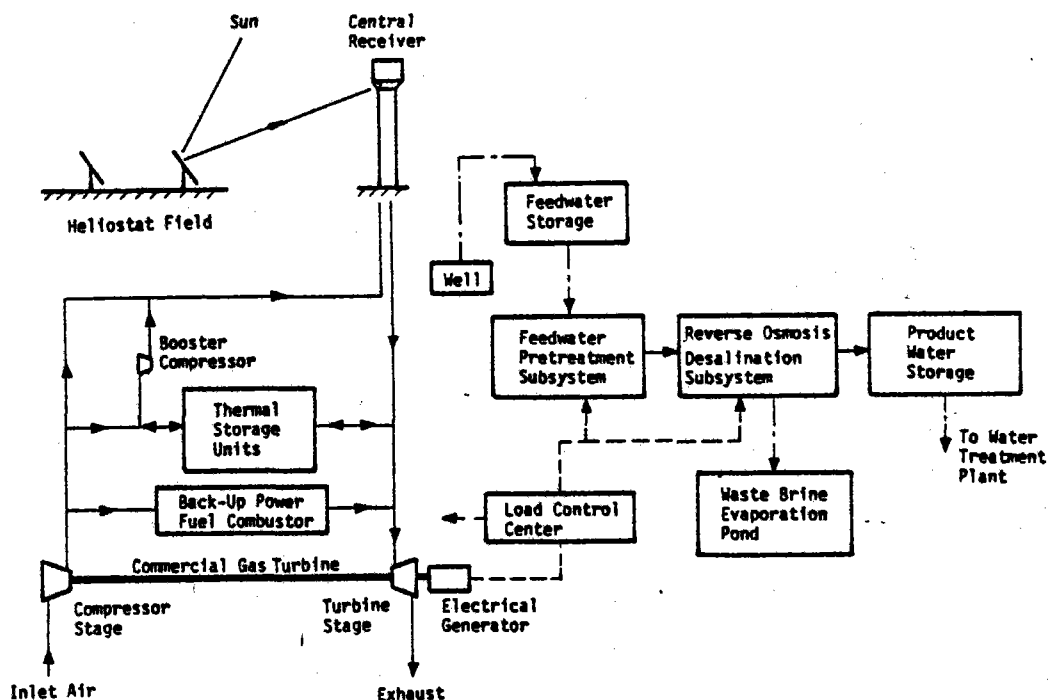 Sun
Central
Receiver
Heliostat Field
Feedwater
Storage
Well
Booster
Compressor
Feedwater
Pretreatment
Subsystem
Reverse Osmosis
Desalination
Subsystem
Product
Water
Storage
Thermal
Storage
Units
To Water
Treatment
Plant
Back-Up Power
Fuel Combustor
Load Control
Center
Waste Brine
Evaporation
Pond
Commercial Gas Turbine
Compressor
Stage
Turbine
Stage
Electrical
Generator
Inlet Air
Exhaust